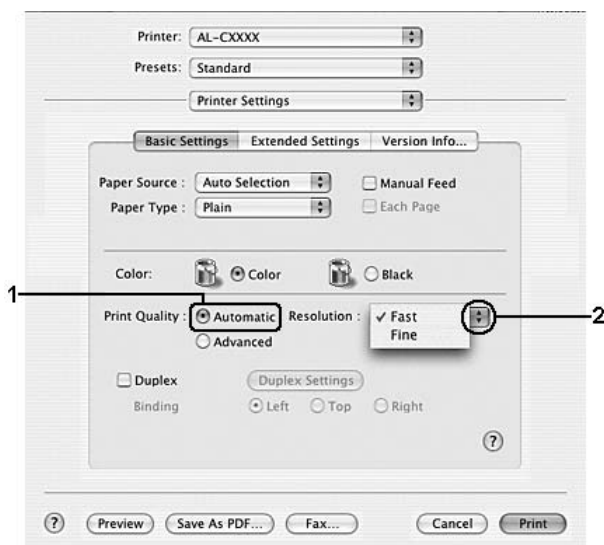 Printer: AL-CXXXX
Presets: Standard
Printer Settings
Basic Settings Extended Settings Version Info...
Paper Source : Auto Selection Manual Feed
Paper Type : Plain Each Page
Color: Color Black
1
Print Quality : Automatic Resolution : ✓ Fast 2
Fine
Advanced
Duplex Duplex Settings
Binding Left Top Right
?
? Preview Save As PDF... Fax... Cancel Print